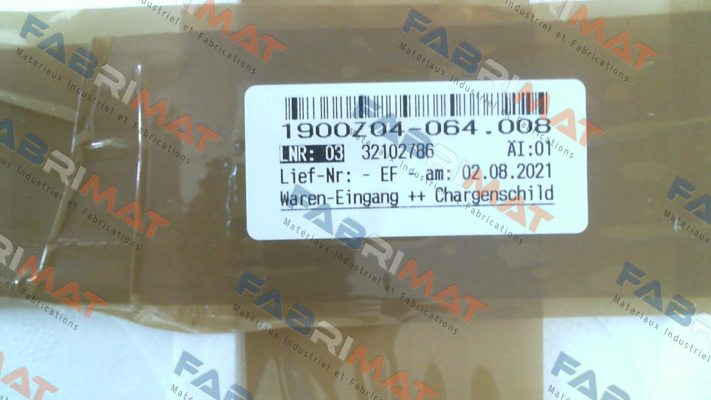 1900Z04-064.008
LNR: 03 32102786 AI:01
Lief-Nr: - EF - am: 02.08.2021
Waren-Eingang ++ Chargenschild
FABRIMAT
Materiaux Industriel et Fabrications